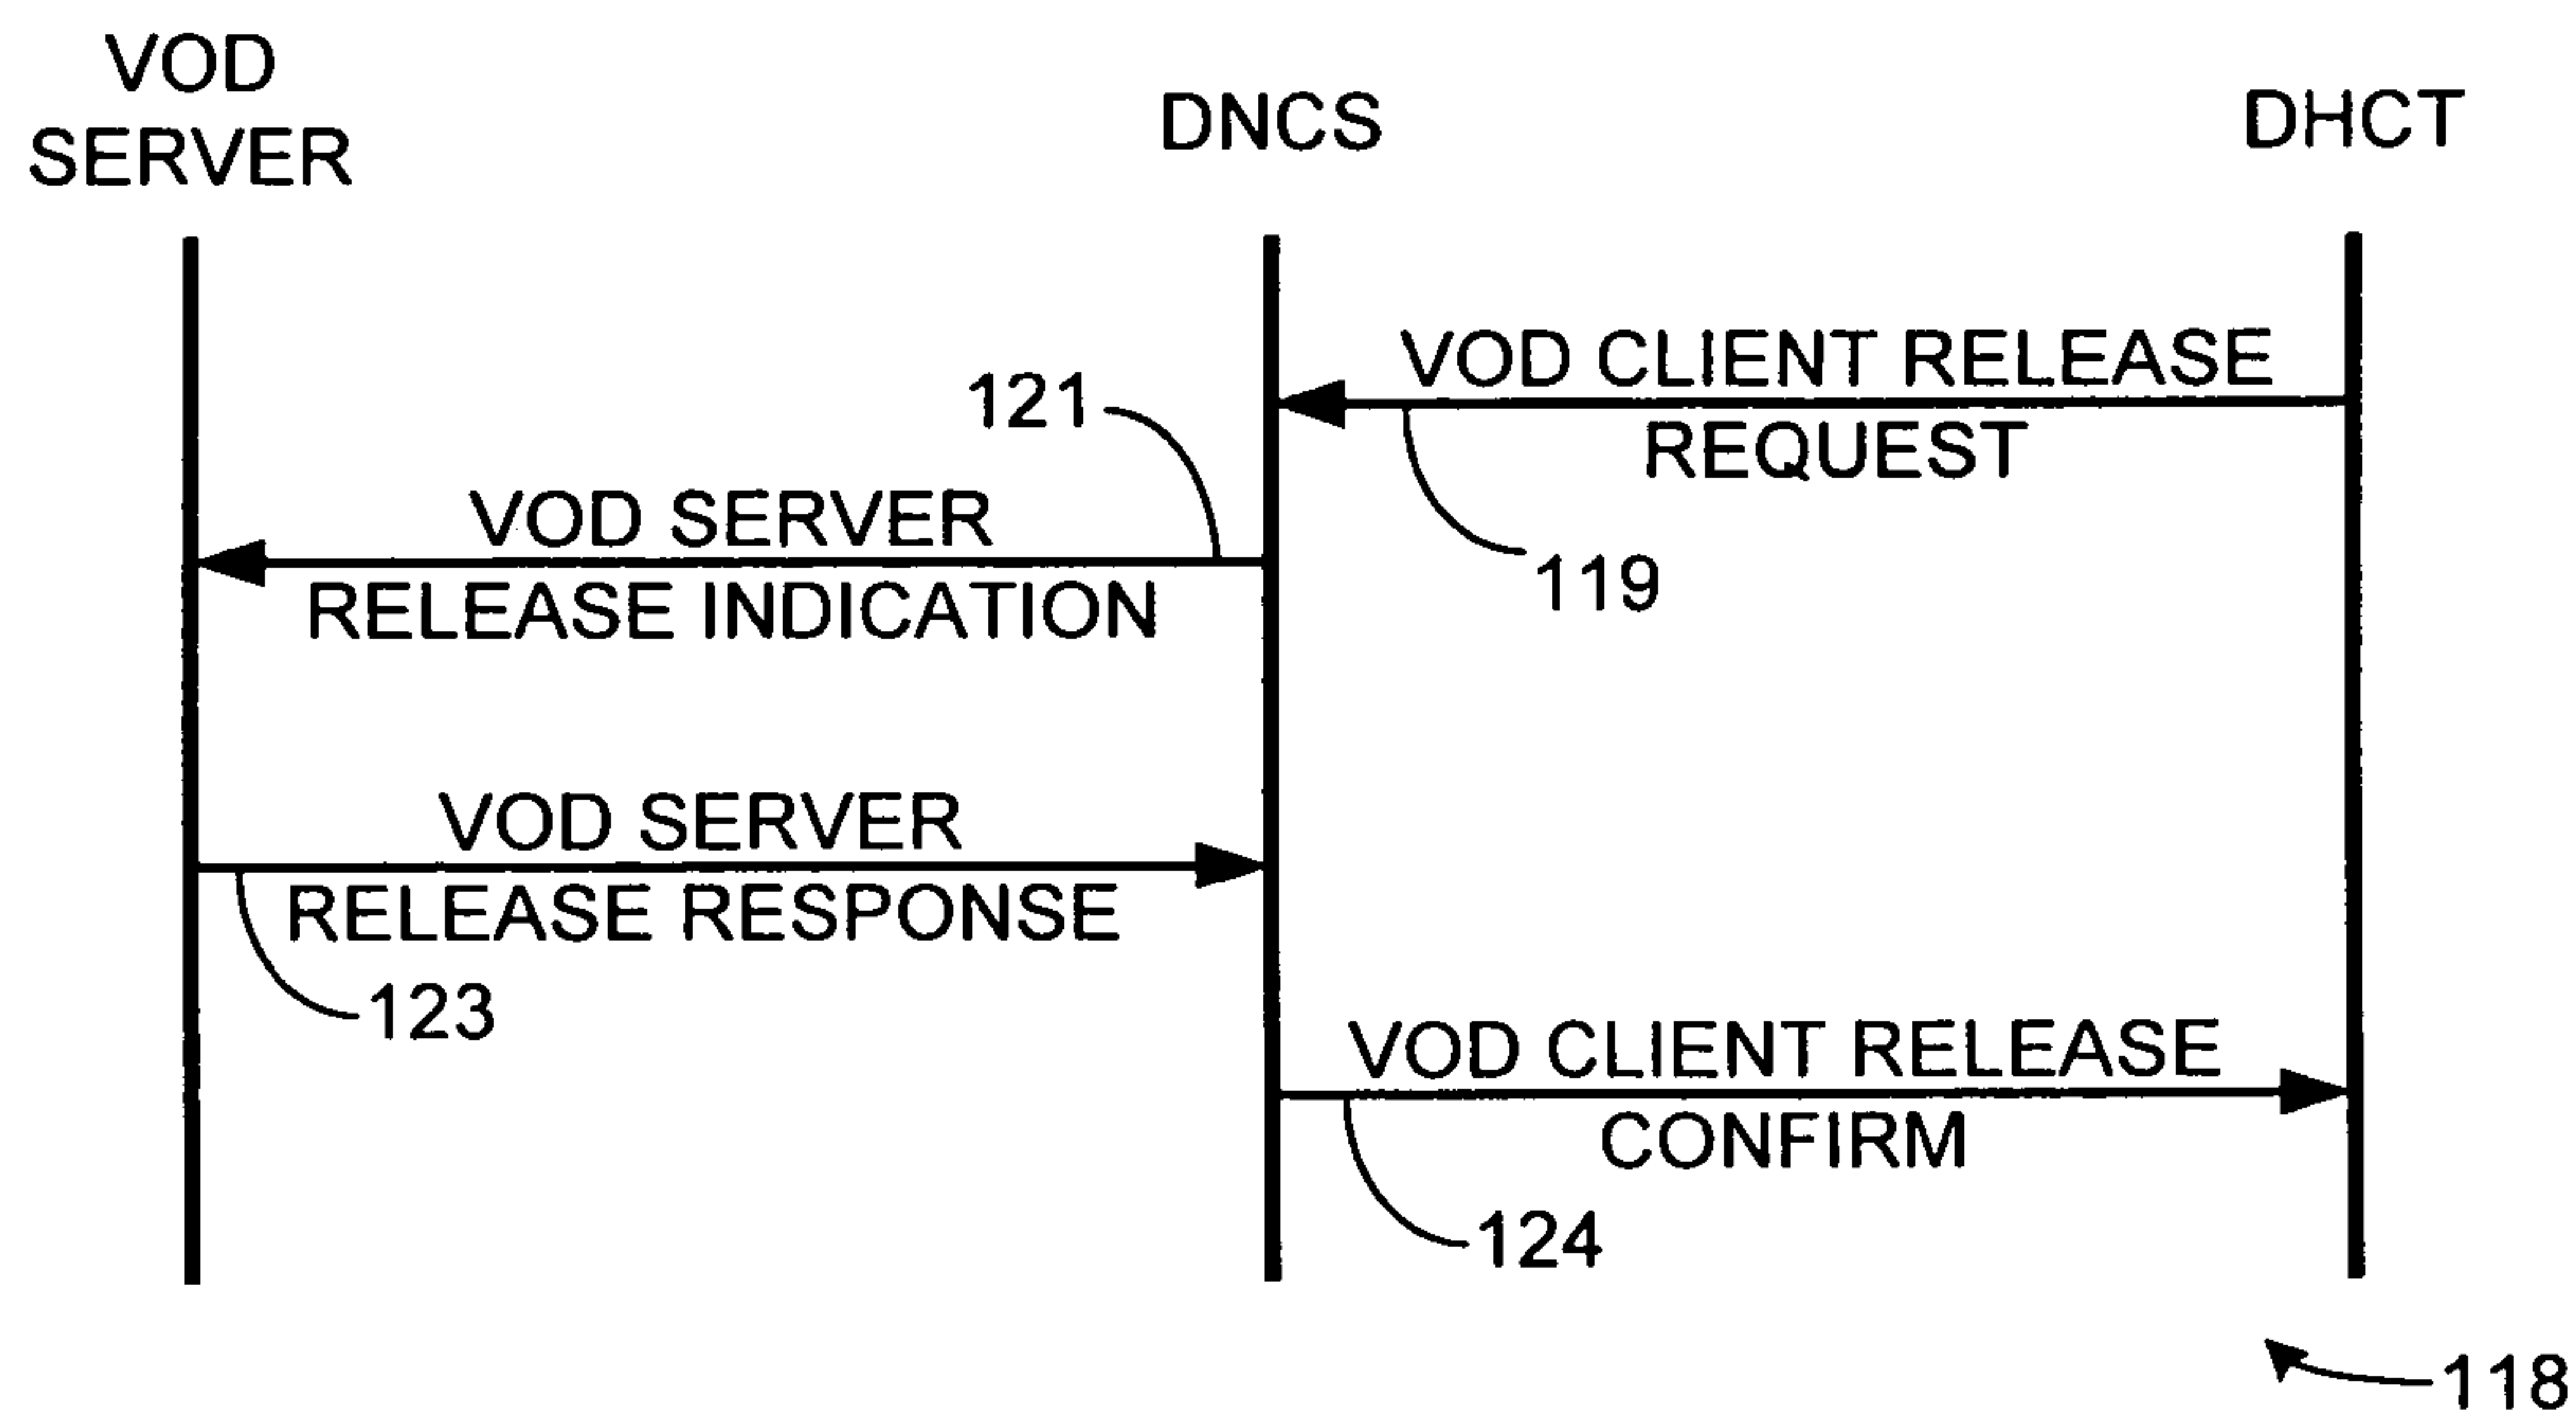 VOD
SERVER
DNCS
DHCT
VOD CLIENT RELEASE
REQUEST
119
121
VOD SERVER
RELEASE INDICATION
VOD SERVER
RELEASE RESPONSE
123
VOD CLIENT RELEASE
CONFIRM
124
118